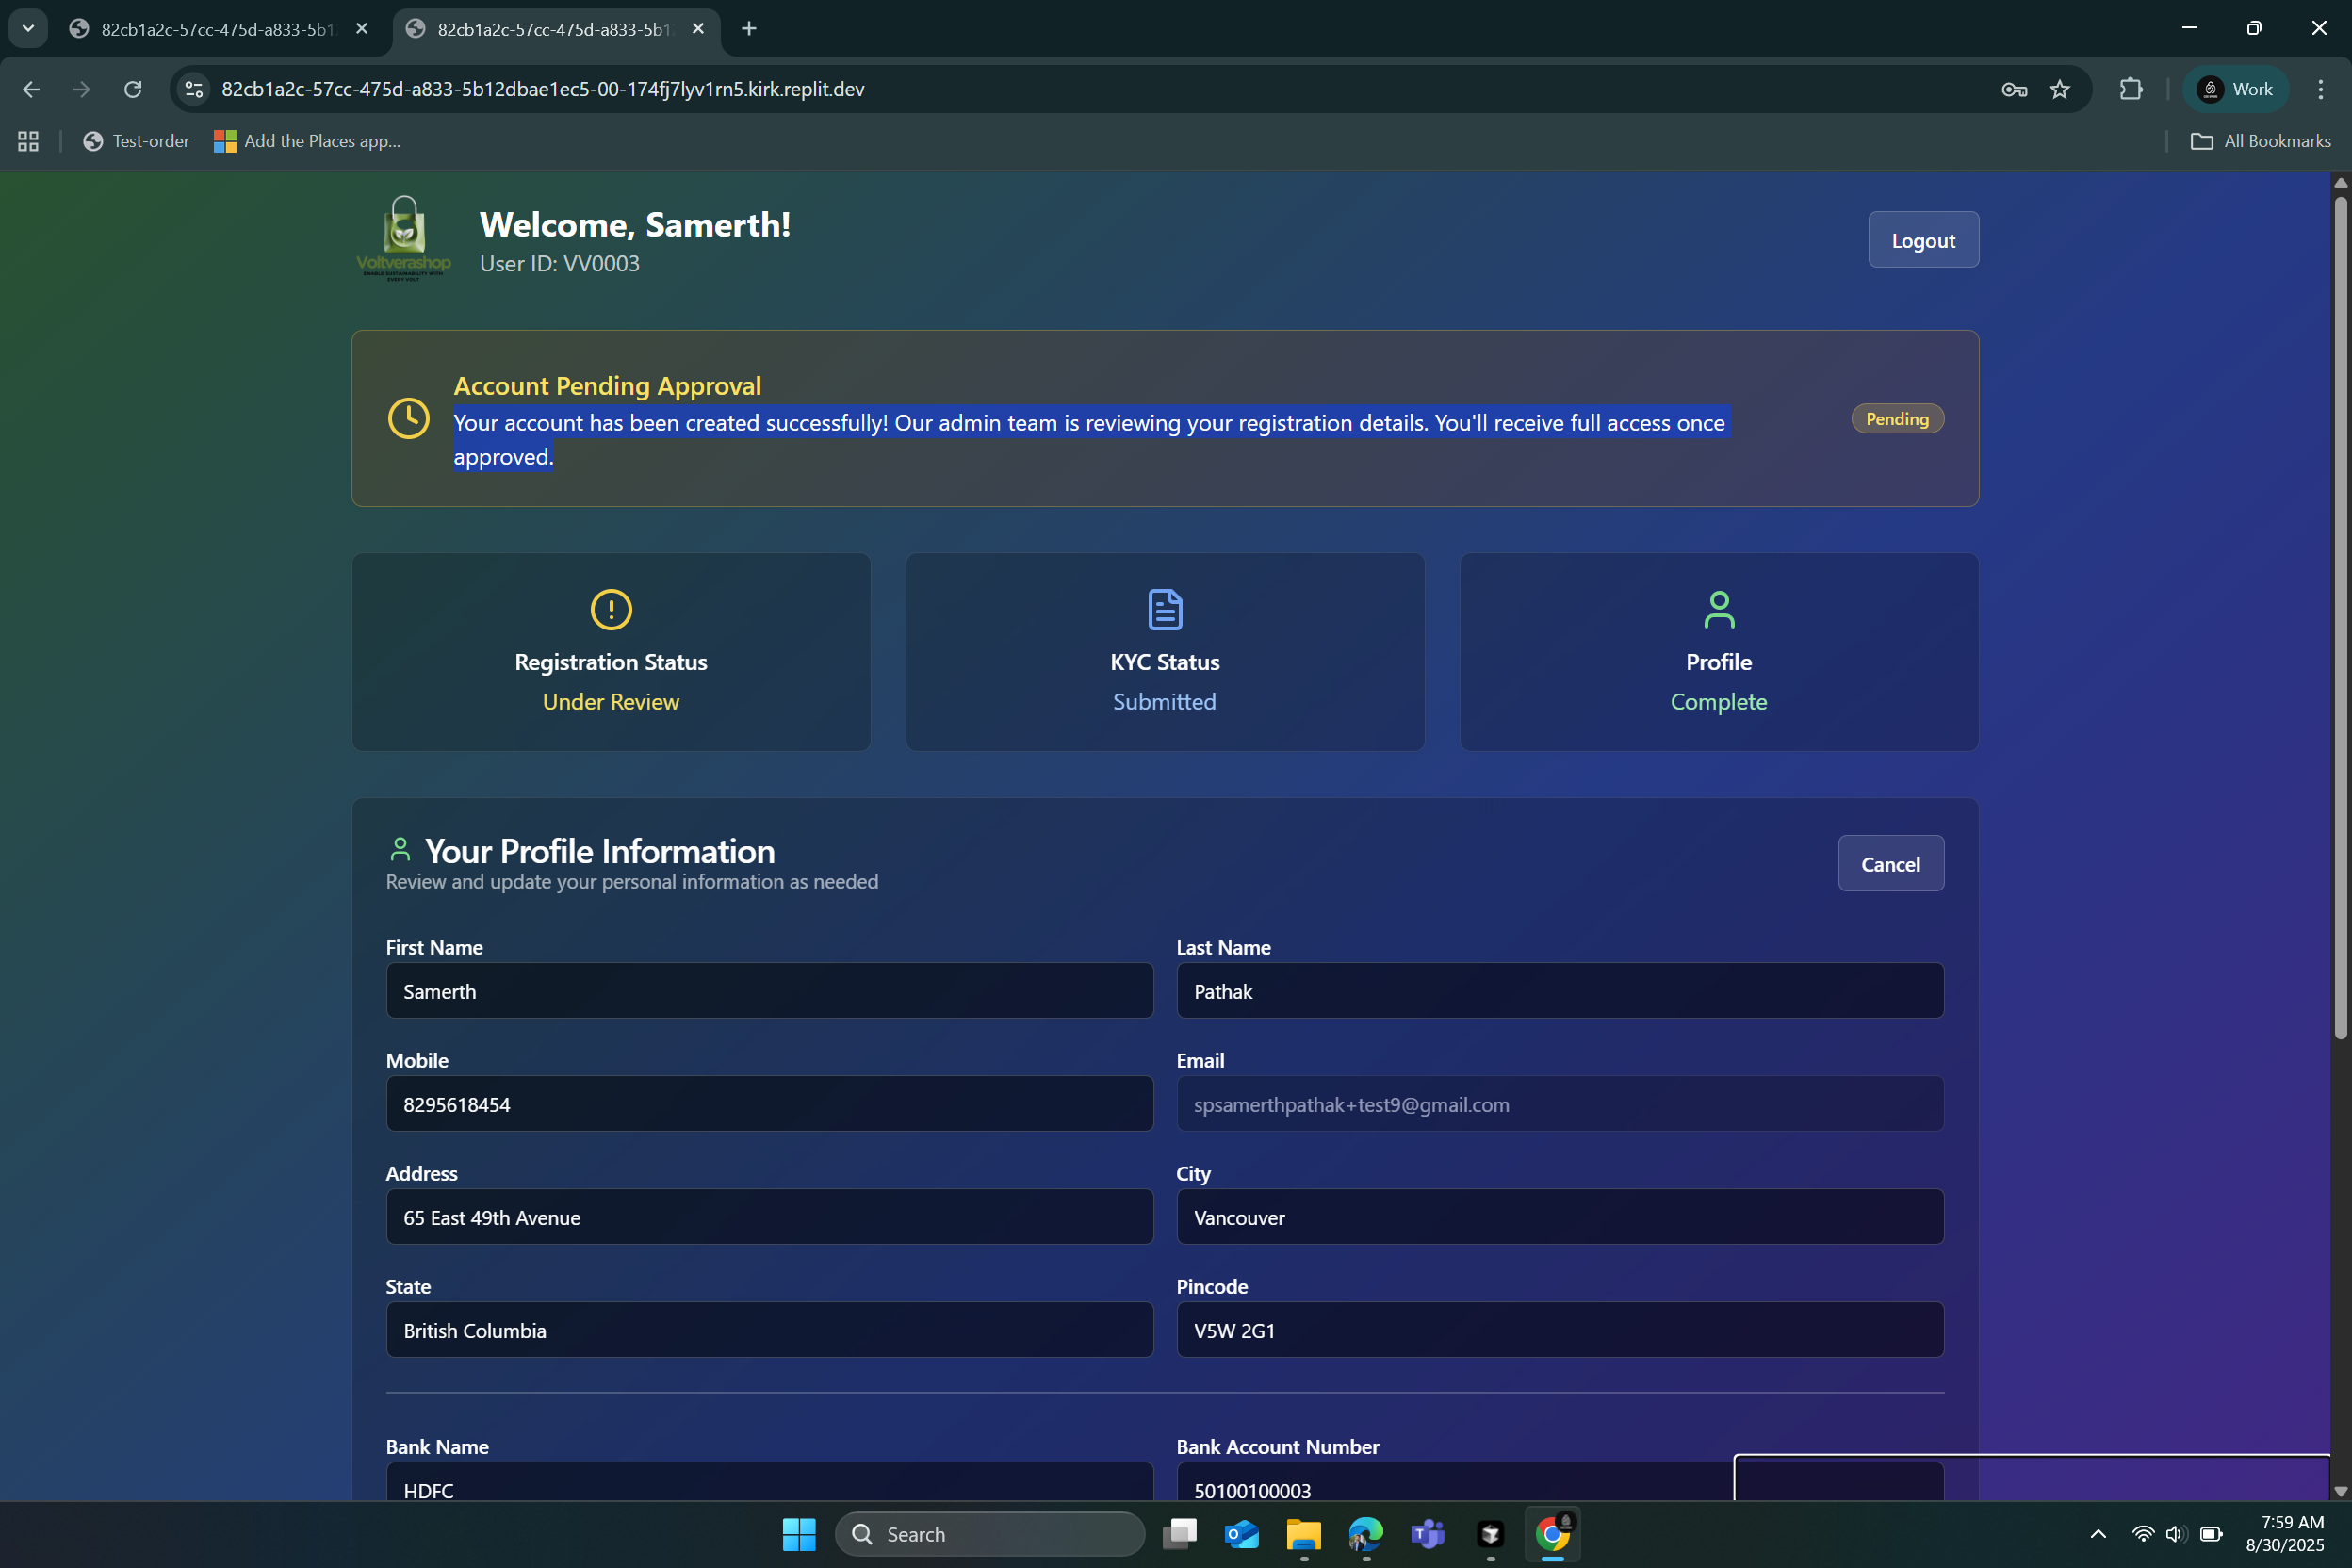 82cb1a2c-57cc-475d-a833-5b1
82cb1a2c-57cc-475d-a833-5b1
82cb1a2c-57cc-475d-a833-5b12dbae1ec5-00-174fj7lyv1rn5.kirk.replit.dev
Work
Test-order
Add the Places app...
All Bookmarks
Voltverashop
ENABLE SUSTAINABILITY WITH
EVERY VOLT
Welcome, Samerth!
User ID: VV0003
Logout
Account Pending Approval
Your account has been created successfully! Our admin team is reviewing your registration details. You'll receive full access once
approved.
Pending
Registration Status
Under Review
KYC Status
Submitted
Profile
Complete
Your Profile Information
Review and update your personal information as needed
Cancel
First Name
Last Name
Samerth
Pathak
Mobile
Email
8295618454
spsamerthpathak+test9@gmail.com
Address
City
65 East 49th Avenue
Vancouver
State
Pincode
British Columbia
V5W 2G1
Bank Name
Bank Account Number
HDFC
50100100003
Search
7:59 AM
8/30/2025